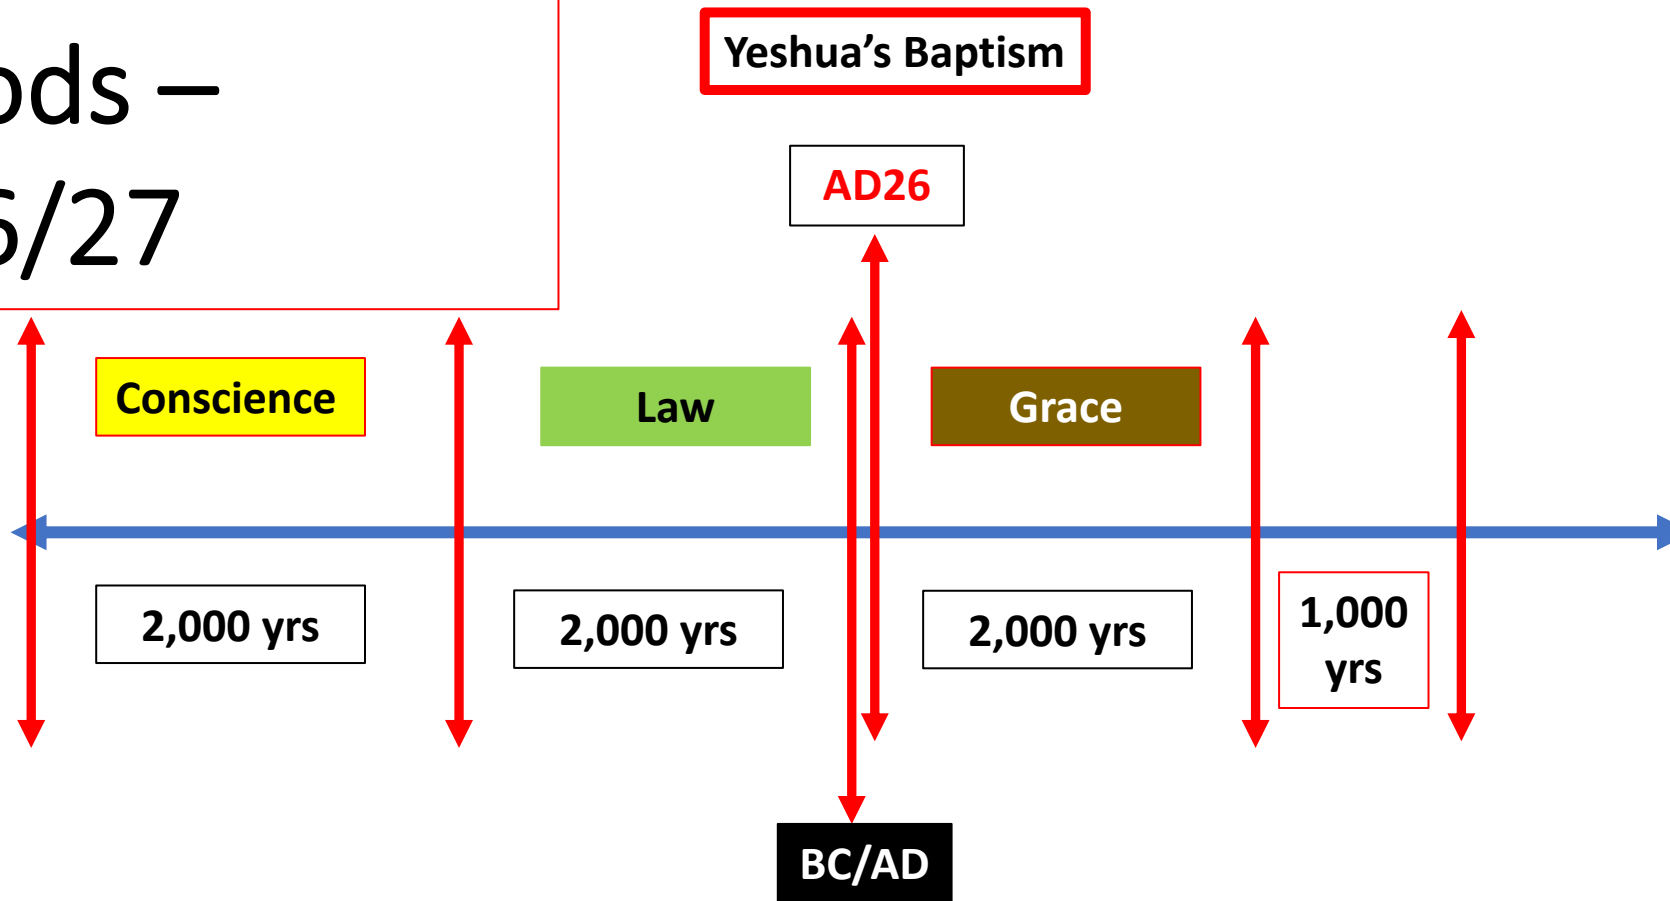 ods –
6/27
Yeshua's Baptism
AD26
Conscience
Law
Grace
2,000 yrs
2,000 yrs
2,000 yrs
1,000
yrs
BC/AD